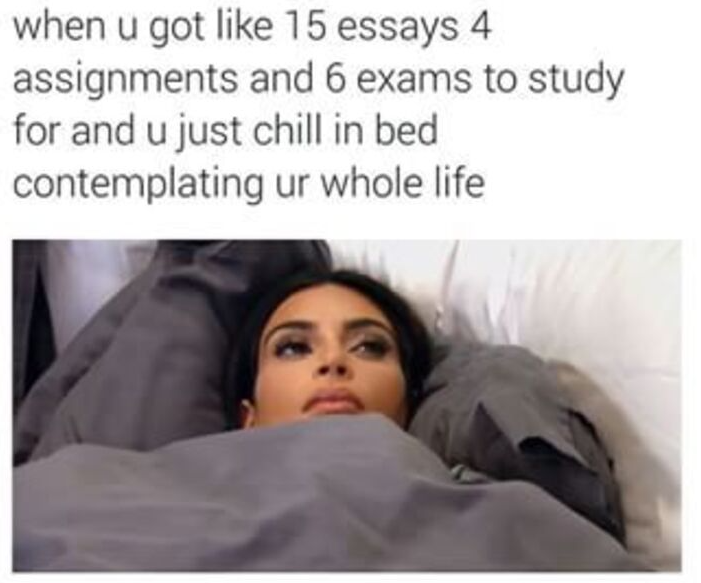 when u got like 15 essays 4
assignments and 6 exams to study
for and u just chill in bed
contemplating ur whole life